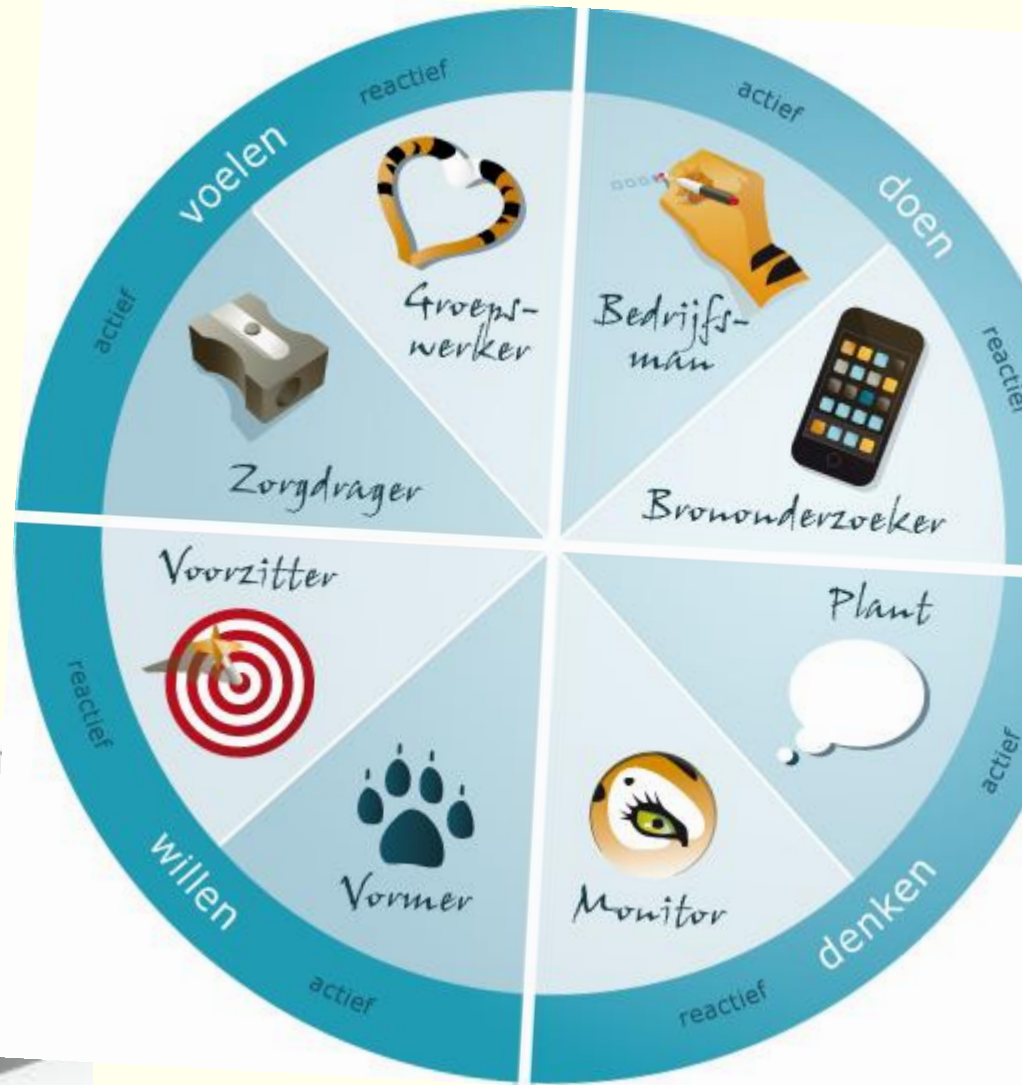 reactief
actief
voelen
doen
actief
reactief
Groeps-
werker
Bedrijfs-
man
Zorgdrager
Brononderzoeker
Voorzitter
Plant
reactief
actief
Vormer
Monitor
willen
denken
actief
reactief